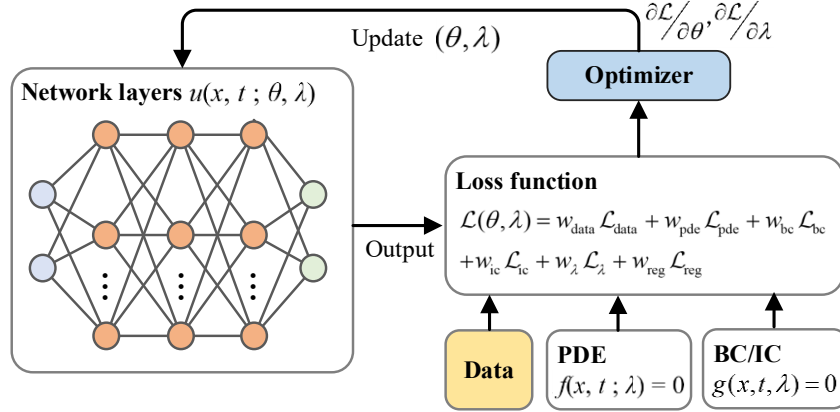 ∂ℒ/∂θ, ∂ℒ/∂λ
Update (θ, λ)
Optimizer
Network layers u(x, t ; θ, λ)
Loss function
ℒ(θ, λ) = w_data ℒ_data + w_pde ℒ_pde + w_bc ℒ_bc
+w_ic ℒ_ic + w_λ ℒ_λ + w_reg ℒ_reg
Output
Data
PDE
f(x, t ; λ) = 0
BC/IC
g(x, t, λ) = 0